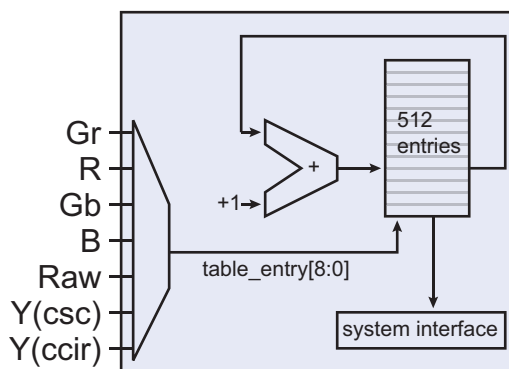 Gr
R
Gb
B
Raw
Y(csc)
Y(ccir)
+1
+
512
entries
table_entry[8:0]
system interface